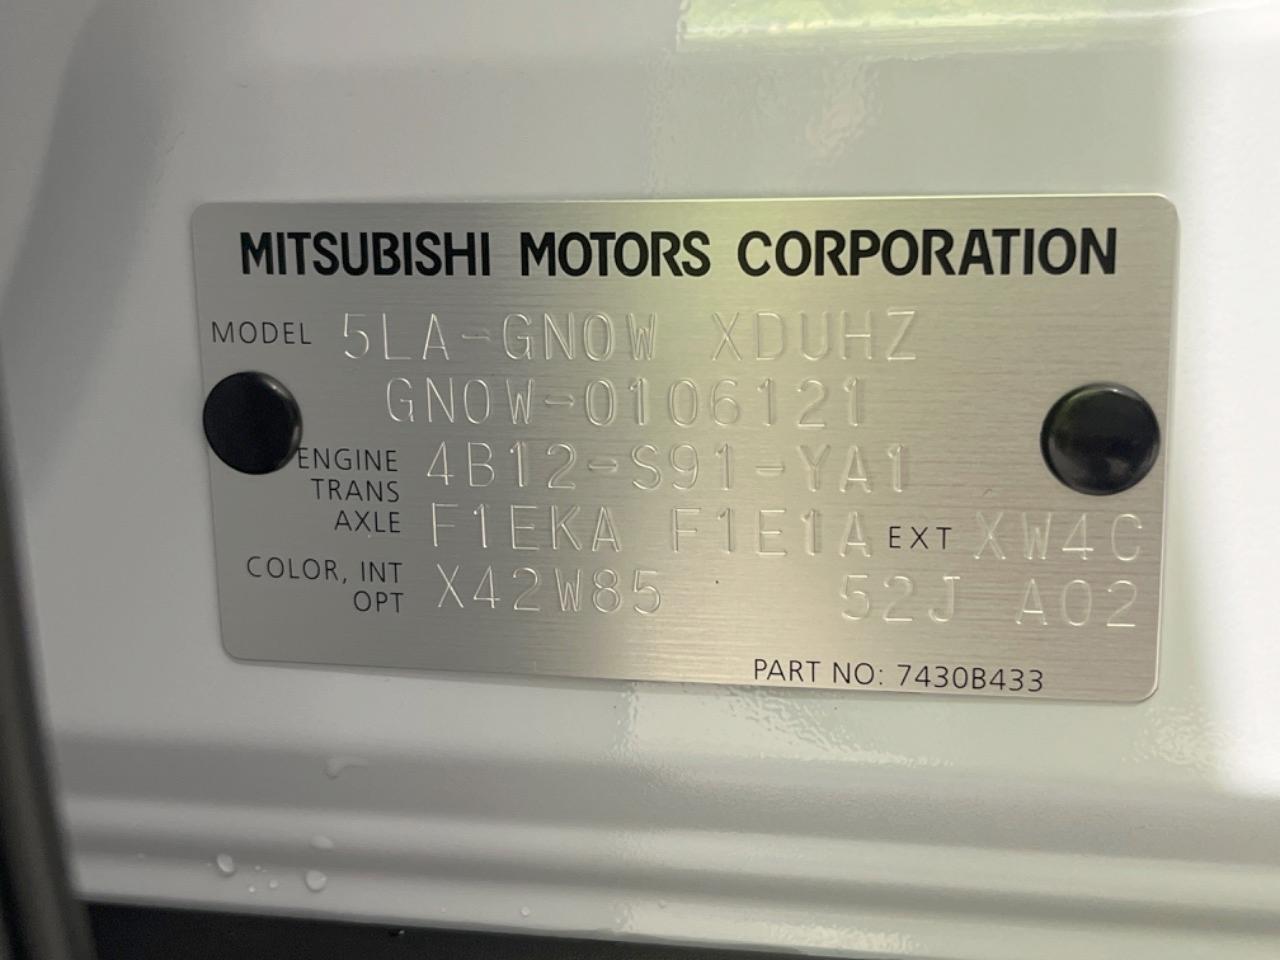 MITSUBISHI MOTORS CORPORATION
MODEL 5LA-GN0W XDUHZ
GN0W-0106121
ENGINE 4B12-S91-YA1
TRANS
AXLE F1EKA F1E1A EXT XW4C
COLOR, INT
OPT X42W85 52J A02
PART NO: 7430B433